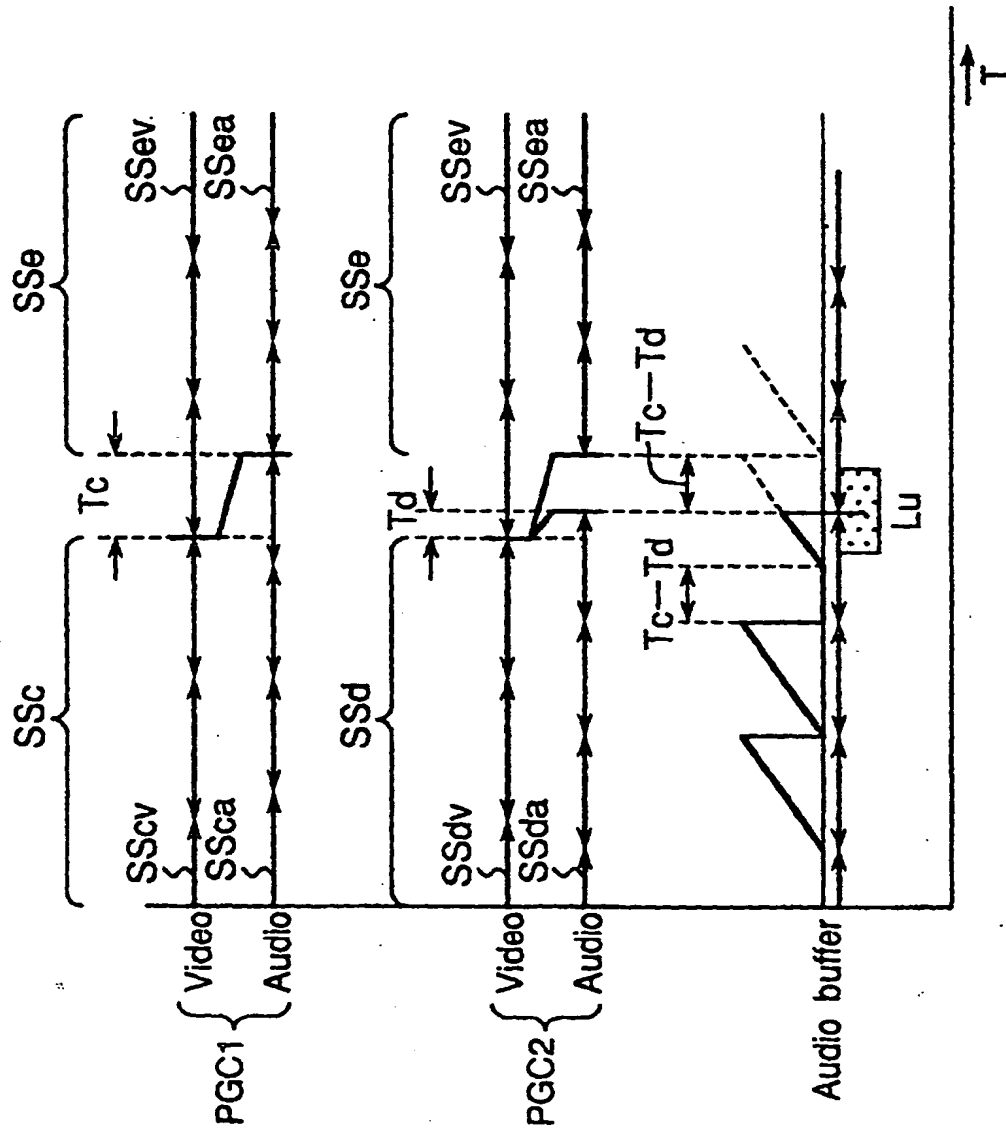 SSc
SSe
Tc
SScv
SSev
Video
PGC1
SSca
SSea
Audio
SSd
SSe
Td
SSdv
SSev
Video
PGC2
SSda
SSea
Audio
Tc—Td
Tc—Td
Audio buffer
Lu
T